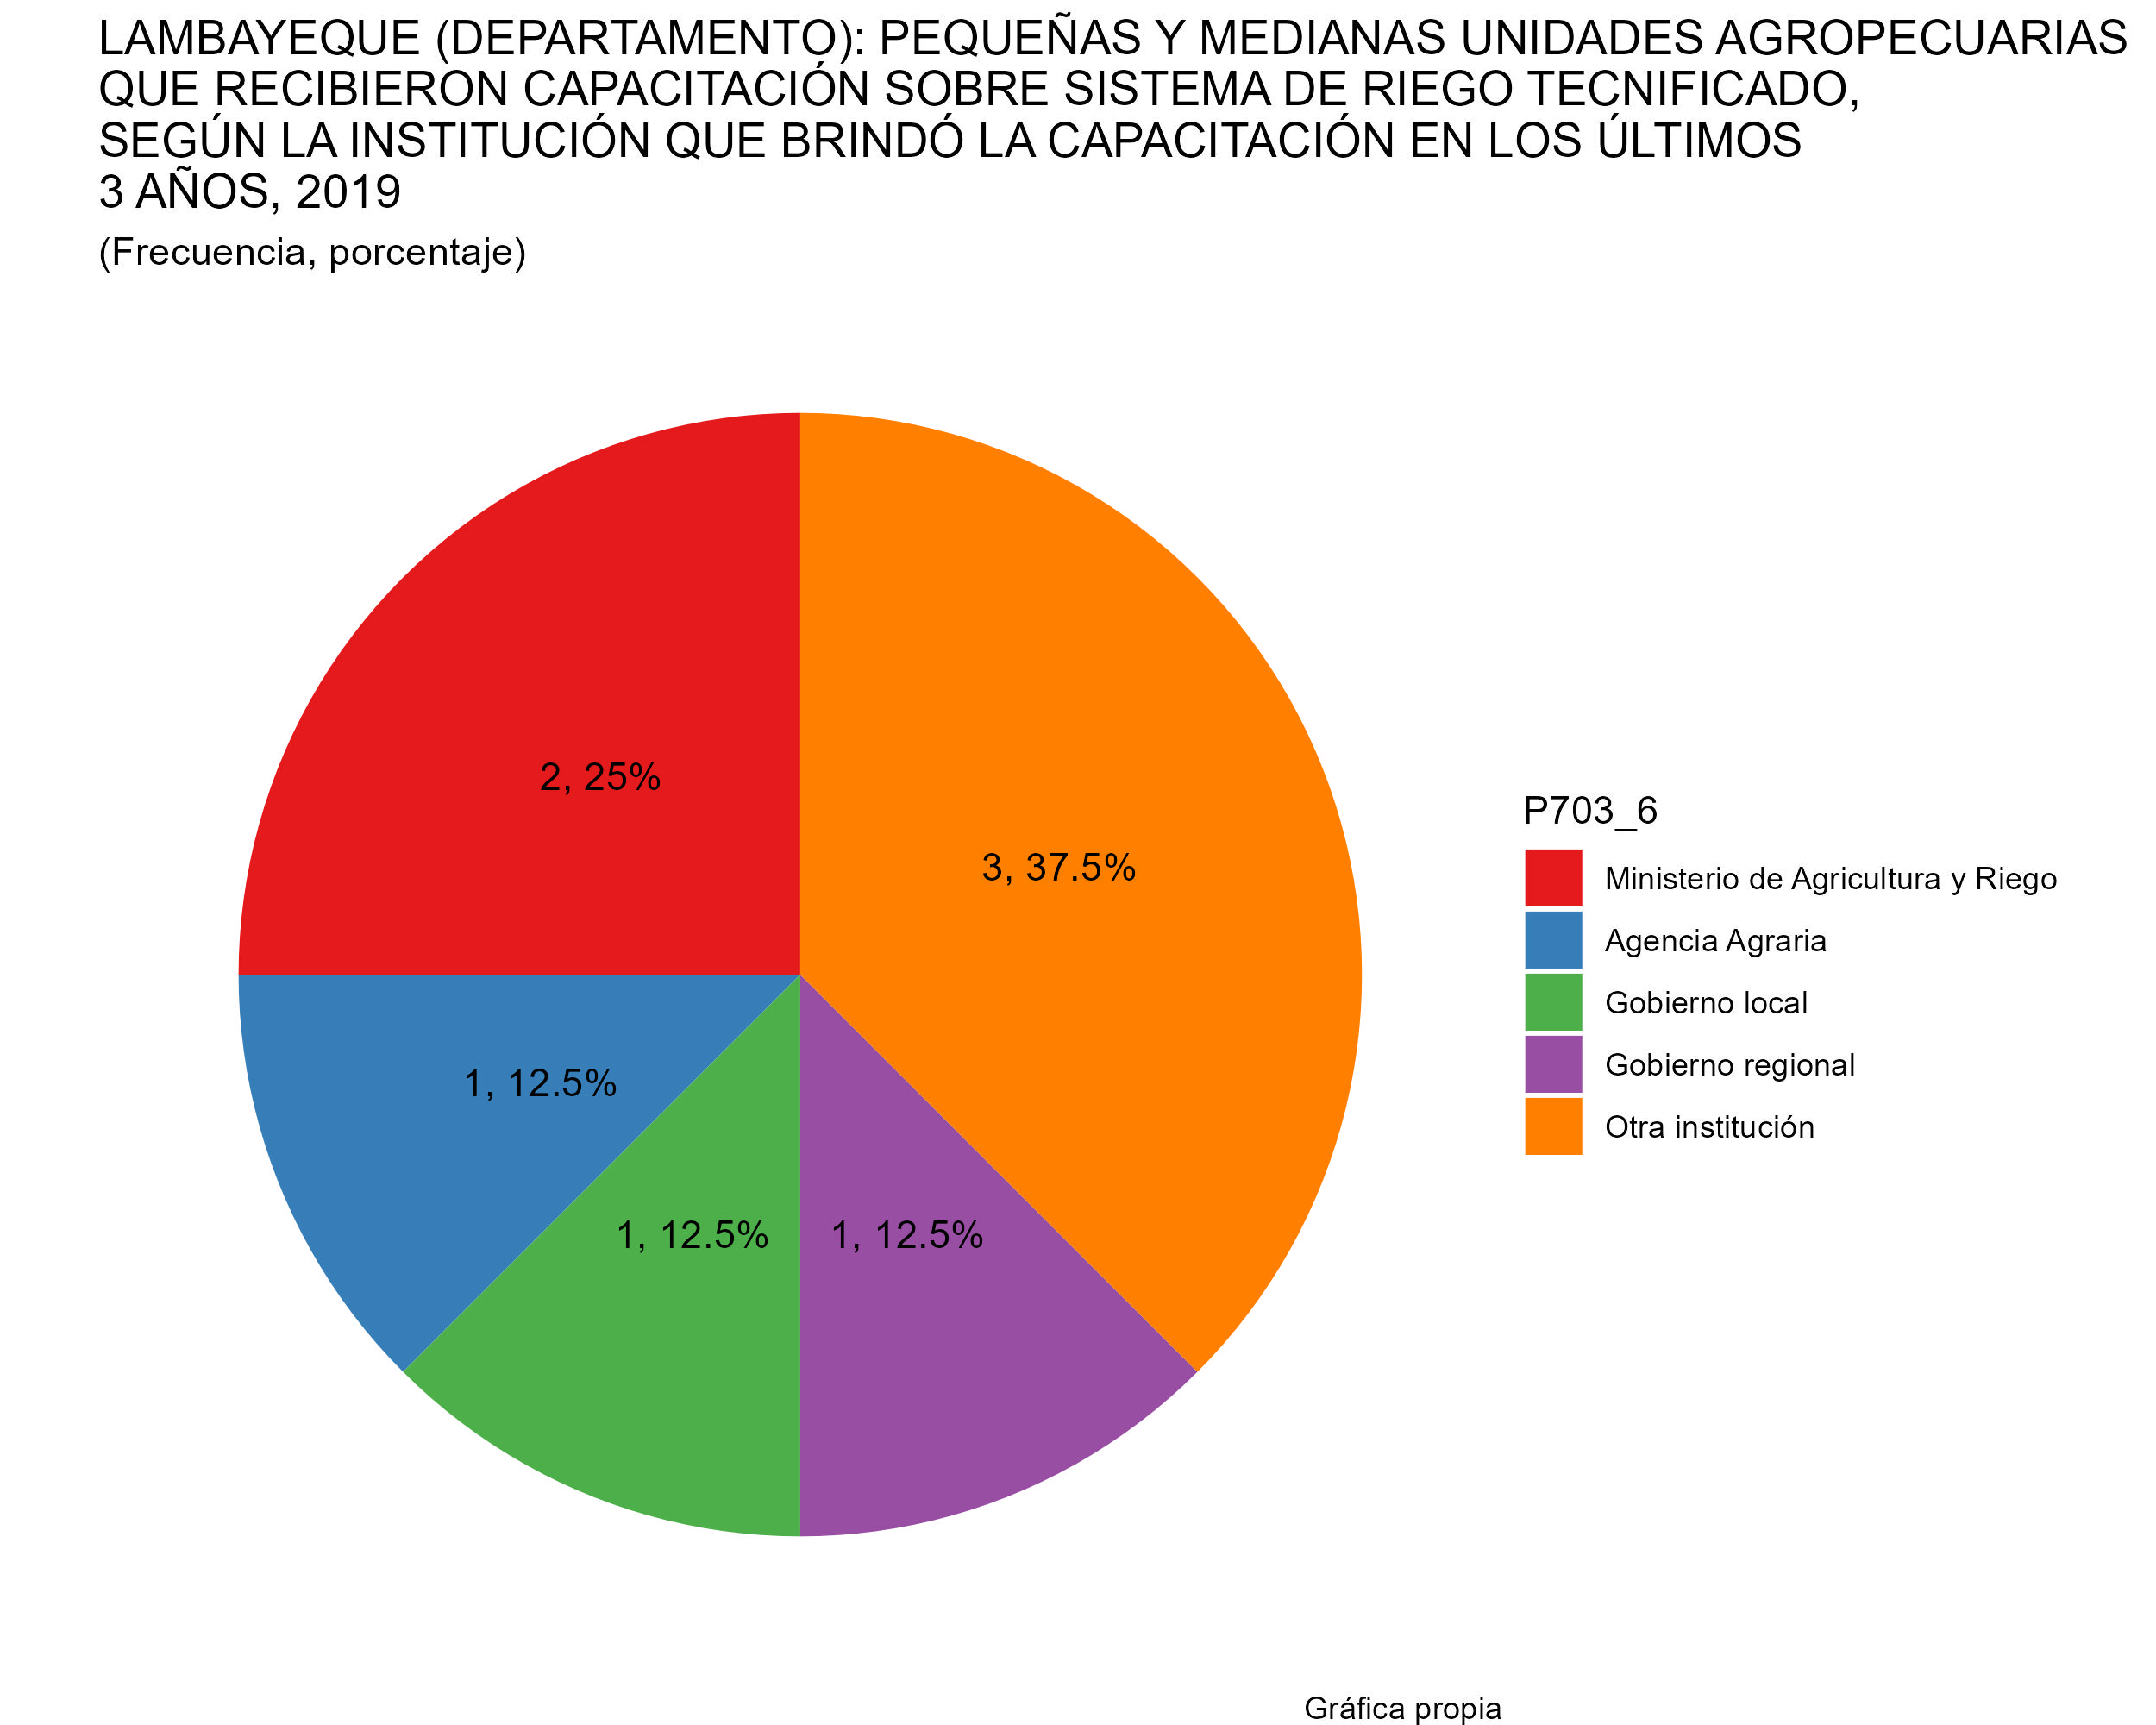 LAMBAYEQUE (DEPARTAMENTO): PEQUEÑAS Y MEDIANAS UNIDADES AGROPECUARIAS
QUE RECIBIERON CAPACITACIÓN SOBRE SISTEMA DE RIEGO TECNIFICADO,
SEGÚN LA INSTITUCIÓN QUE BRINDÓ LA CAPACITACIÓN EN LOS ÚLTIMOS
3 AÑOS, 2019
(Frecuencia, porcentaje)
2, 25%
3, 37.5%
1, 12.5%
1, 12.5%
1, 12.5%
P703_6
Ministerio de Agricultura y Riego
Agencia Agraria
Gobierno local
Gobierno regional
Otra institución
Gráfica propia